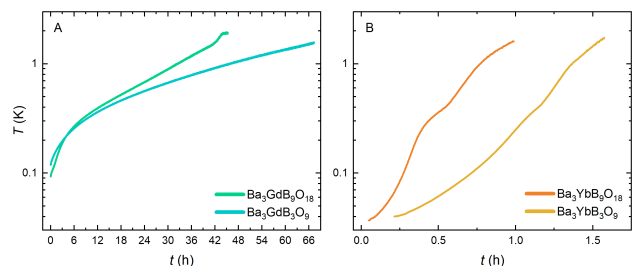 A
B
T (K)
1
0.1
1
0.1
Ba₃GdB₉O₁₈
Ba₃GdB₃O₉
Ba₃YbB₉O₁₈
Ba₃YbB₃O₉
0 6 12 18 24 30 36 42 48 54 60 66
0.0 0.5 1.0 1.5
t (h)
t (h)